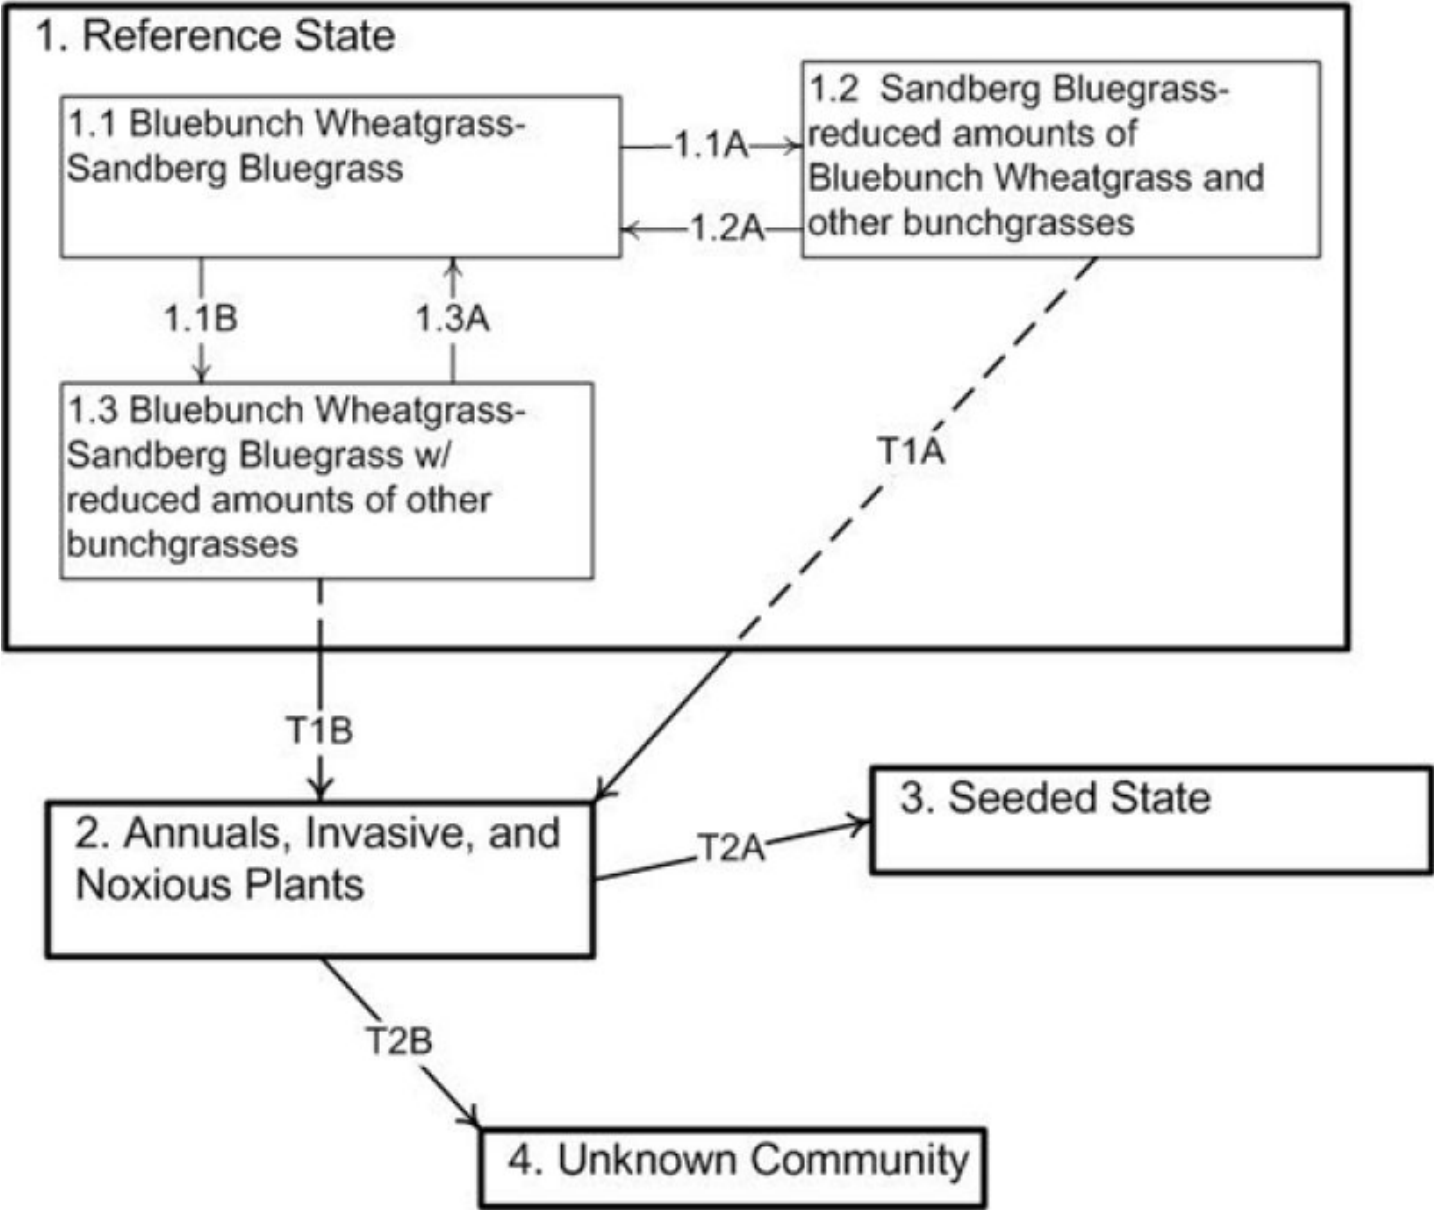 1. Reference State
1.1 Bluebunch Wheatgrass-
Sandberg Bluegrass
1.1A
1.2A
1.2 Sandberg Bluegrass-
reduced amounts of
Bluebunch Wheatgrass and
other bunchgrasses
1.1B
1.3A
1.3 Bluebunch Wheatgrass-
Sandberg Bluegrass w/
reduced amounts of other
bunchgrasses
T1A
T1B
2. Annuals, Invasive, and
Noxious Plants
T2A
3. Seeded State
T2B
4. Unknown Community